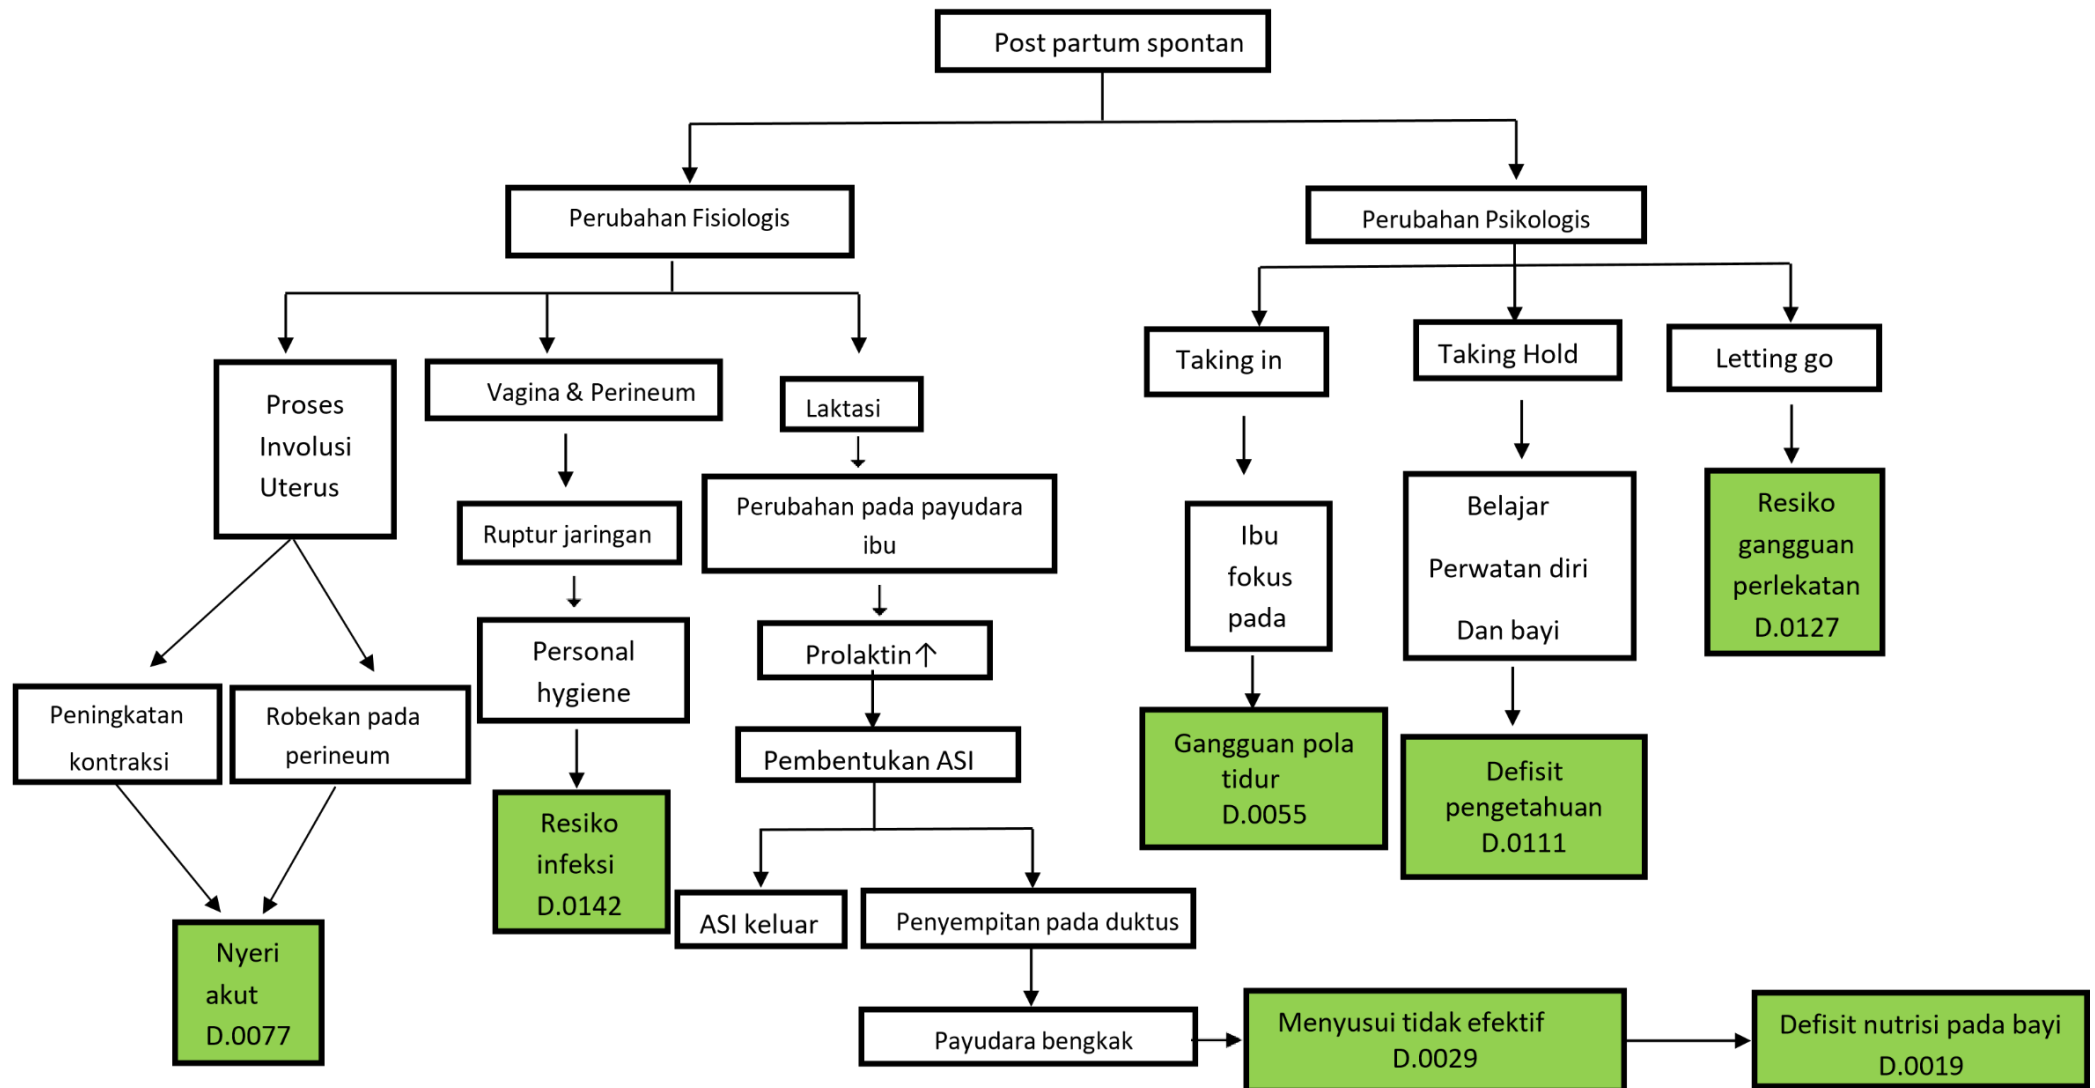 Post partum spontan
Perubahan Fisiologis
Perubahan Psikologis
Proses
Involusi
Uterus
Vagina & Perineum
Laktasi
Taking in
Taking Hold
Letting go
Ruptur jaringan
Perubahan pada payudara
ibu
Ibu
fokus
pada
Belajar
Perwatan diri
Dan bayi
Resiko
gangguan
perlekatan
D.0127
Personal
hygiene
Prolaktin↑
Peningkatan
kontraksi
Robekan pada
perineum
Pembentukan ASI
Gangguan pola
tidur
D.0055
Defisit
pengetahuan
D.0111
Resiko
infeksi
D.0142
ASI keluar
Penyempitan pada duktus
Nyeri
akut
D.0077
Payudara bengkak
Menyusui tidak efektif
D.0029
Defisit nutrisi pada bayi
D.0019